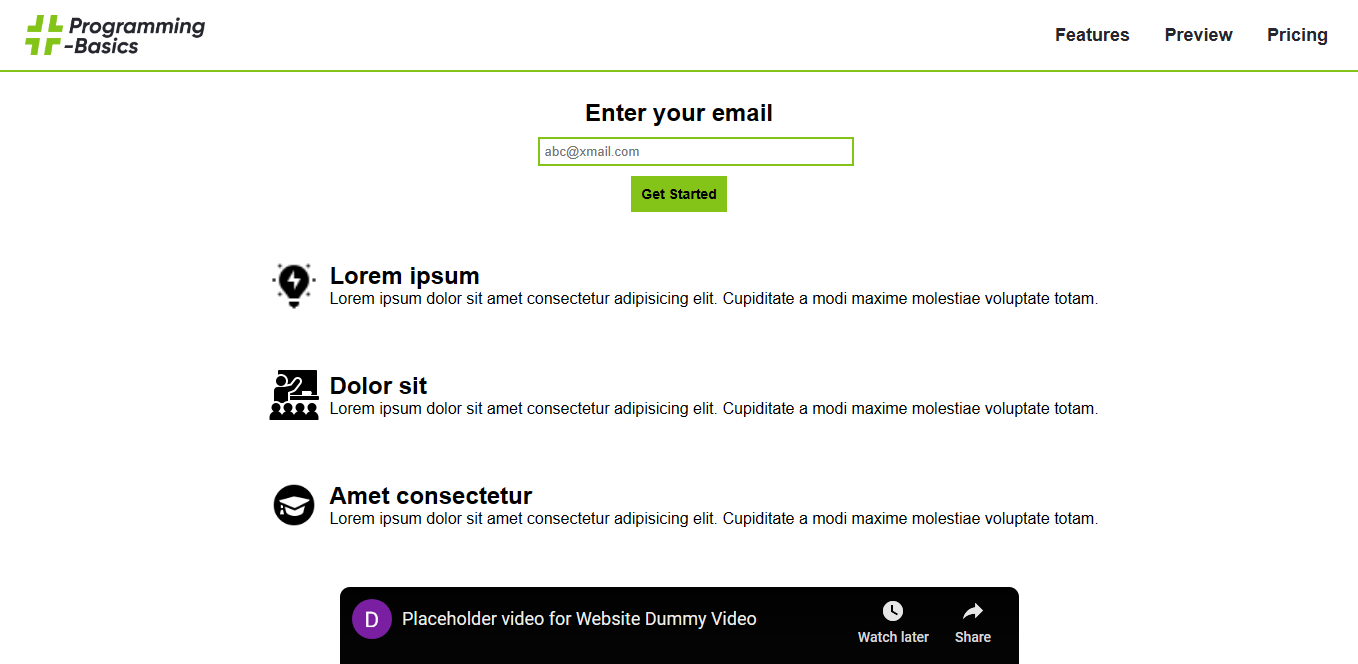 Programming
-Basics
Features Preview Pricing
Enter your email
abc@xmail.com
Get Started
Lorem ipsum
Lorem ipsum dolor sit amet consectetur adipisicing elit. Cupiditate a modi maxime molestiae voluptate totam.
Dolor sit
Lorem ipsum dolor sit amet consectetur adipisicing elit. Cupiditate a modi maxime molestiae voluptate totam.
Amet consectetur
Lorem ipsum dolor sit amet consectetur adipisicing elit. Cupiditate a modi maxime molestiae voluptate totam.
D Placeholder video for Website Dummy Video
Watch later Share